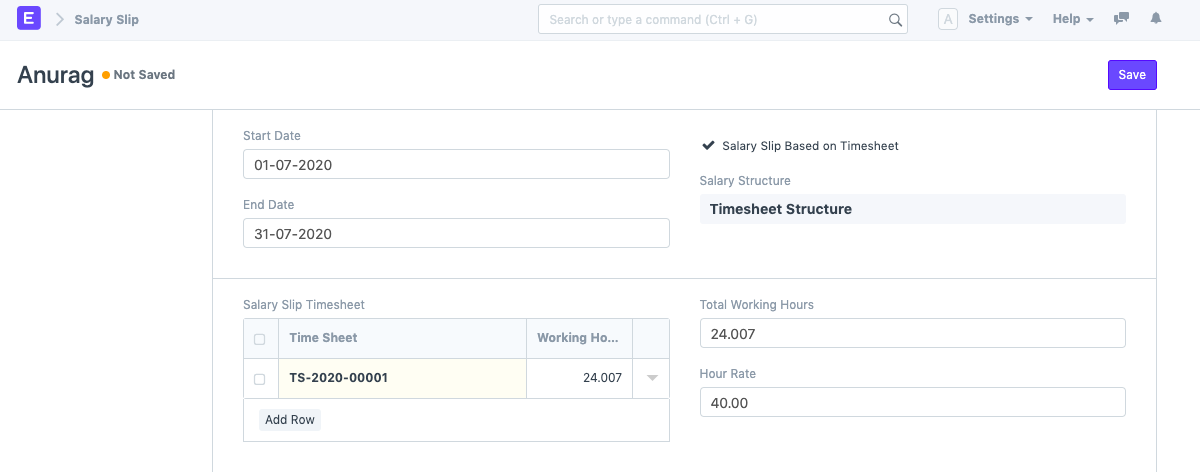 E
Salary Slip
Search or type a command (Ctrl + G)
A
Settings
Help
Anurag
Not Saved
Save
Start Date
01-07-2020
End Date
31-07-2020
Salary Slip Based on Timesheet
Salary Structure
Timesheet Structure
Salary Slip Timesheet
Time Sheet
Working Ho...
TS-2020-00001
24.007
Add Row
Total Working Hours
24.007
Hour Rate
40.00